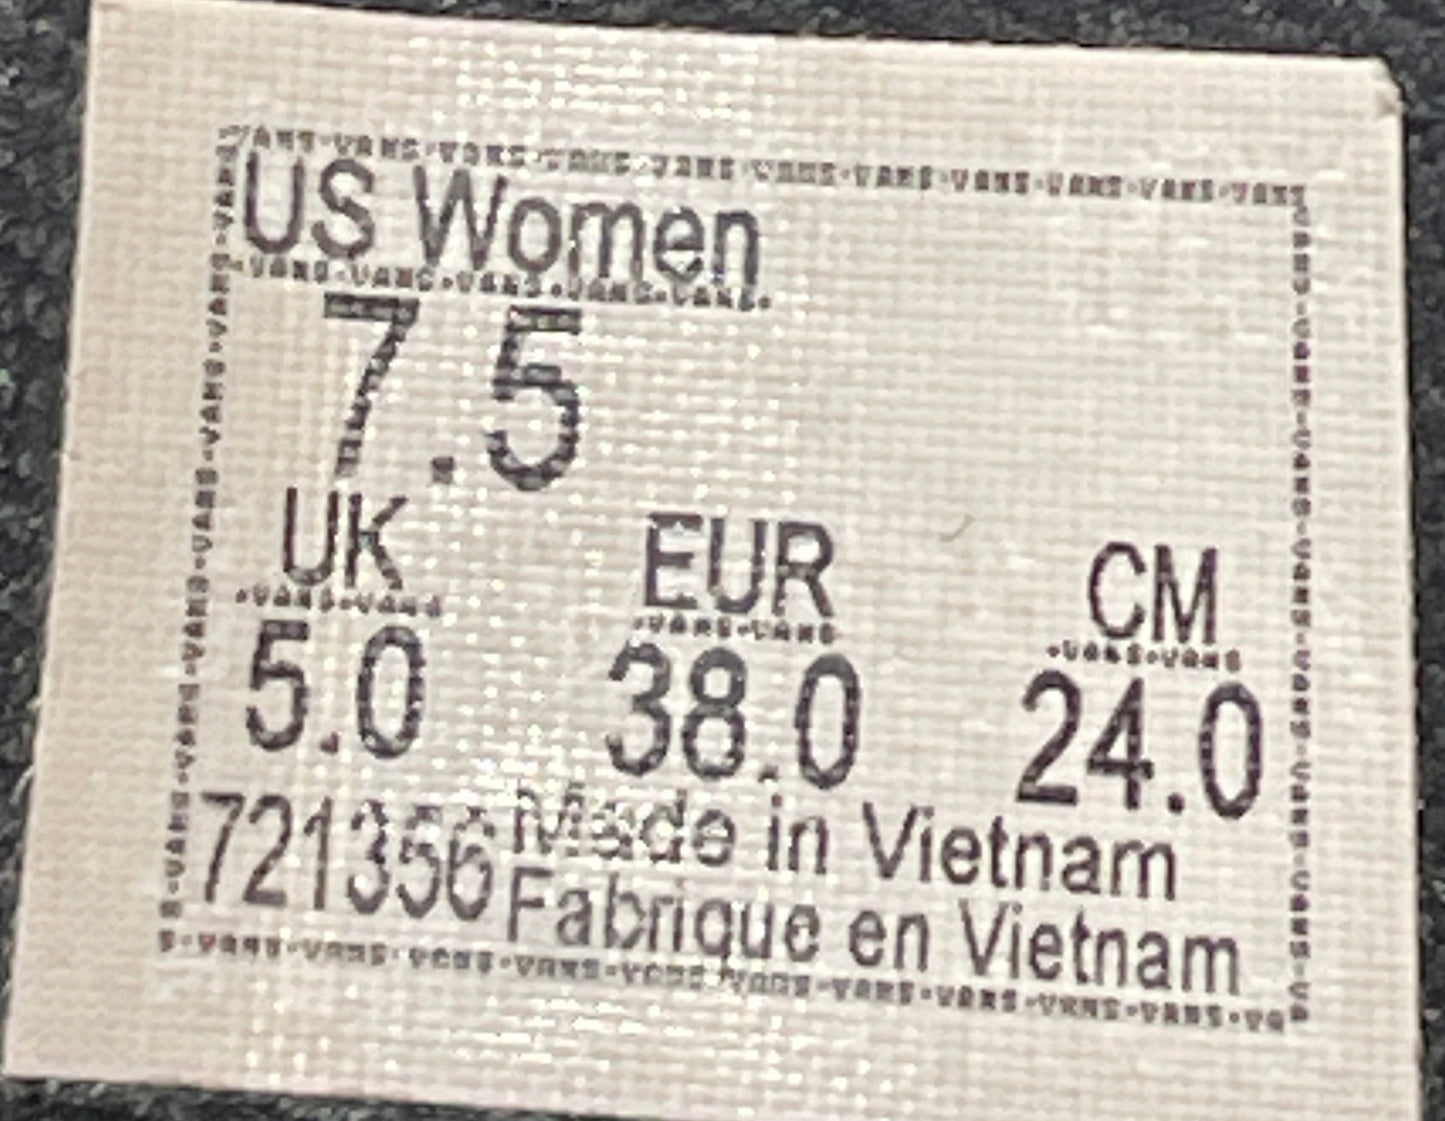 US Women
7.5
UK EUR CM
5.0 38.0 24.0
721356 Made in Vietnam
Fabrique en Vietnam